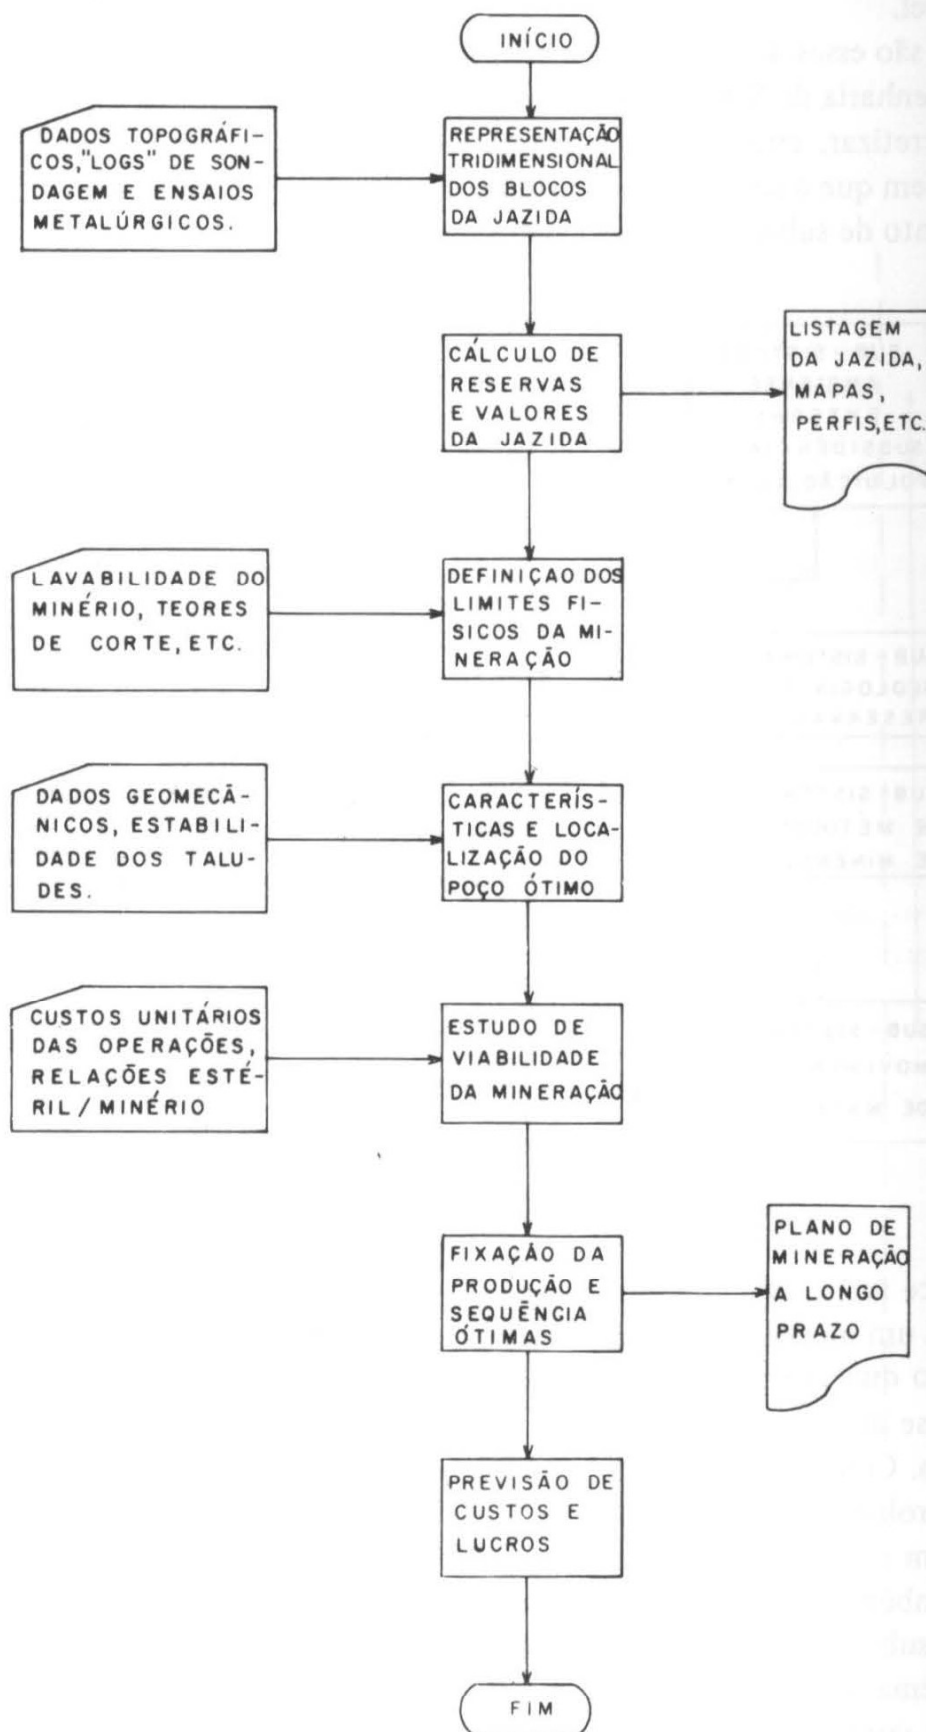 INÍCIO
DADOS TOPOGRÁFI-
COS,"LOGS" DE SON-
DAGEM E ENSAIOS
METALÚRGICOS.
REPRESENTAÇÃO
TRIDIMENSIONAL
DOS BLOCOS
DA JAZIDA
CÁLCULO DE
RESERVAS
E VALORES
DA JAZIDA
LISTAGEM
DA JAZIDA,
MAPAS,
PERFIS,ETC.
LAVABILIDADE DO
MINÉRIO, TEORES
DE CORTE, ETC.
DEFINIÇAO DOS
LIMITES FI-
SICOS DA MI-
NERAÇÃO
DADOS GEOMECÂ-
NICOS, ESTABILI-
DADE DOS TALU-
DES.
CARACTERÍS-
TICAS E LOCA-
LIZAÇÃO DO
POÇO ÓTIMO
CUSTOS UNITÁRIOS
DAS OPERAÇÕES,
RELAÇÕES ESTÉ-
RIL / MINÉRIO
ESTUDO DE
VIABILIDADE
DA MINERAÇÃO
FIXAÇÃO DA
PRODUÇÃO E
SEQUÊNCIA
ÓTIMAS
PLANO DE
MINERAÇÃO
A LONGO
PRAZO
PREVISÃO DE
CUSTOS E
LUCROS
FIM